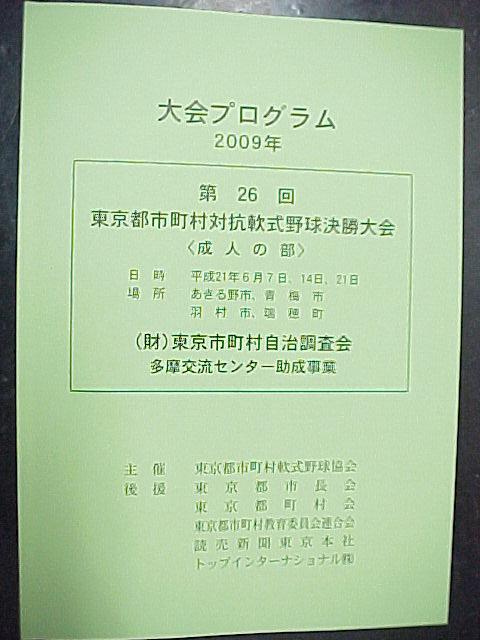 大会プログラム
2009年
第 26 回
東京都市町村対抗軟式野球決勝大会
〈成人の部〉
日 時 平成21年6月7日、14日、21日
場 所 あきる野市、青 梅 市
羽 村 市、瑞 穂 町
(財)東京市町村自治調査会
多摩交流センター助成事業
主 催 東京都市町村軟式野球協会
後 援 東京都市長会
東京都町村会
東京都市町村教育委員会連合会
読売新聞東京本社
トップインターナショナル㈱